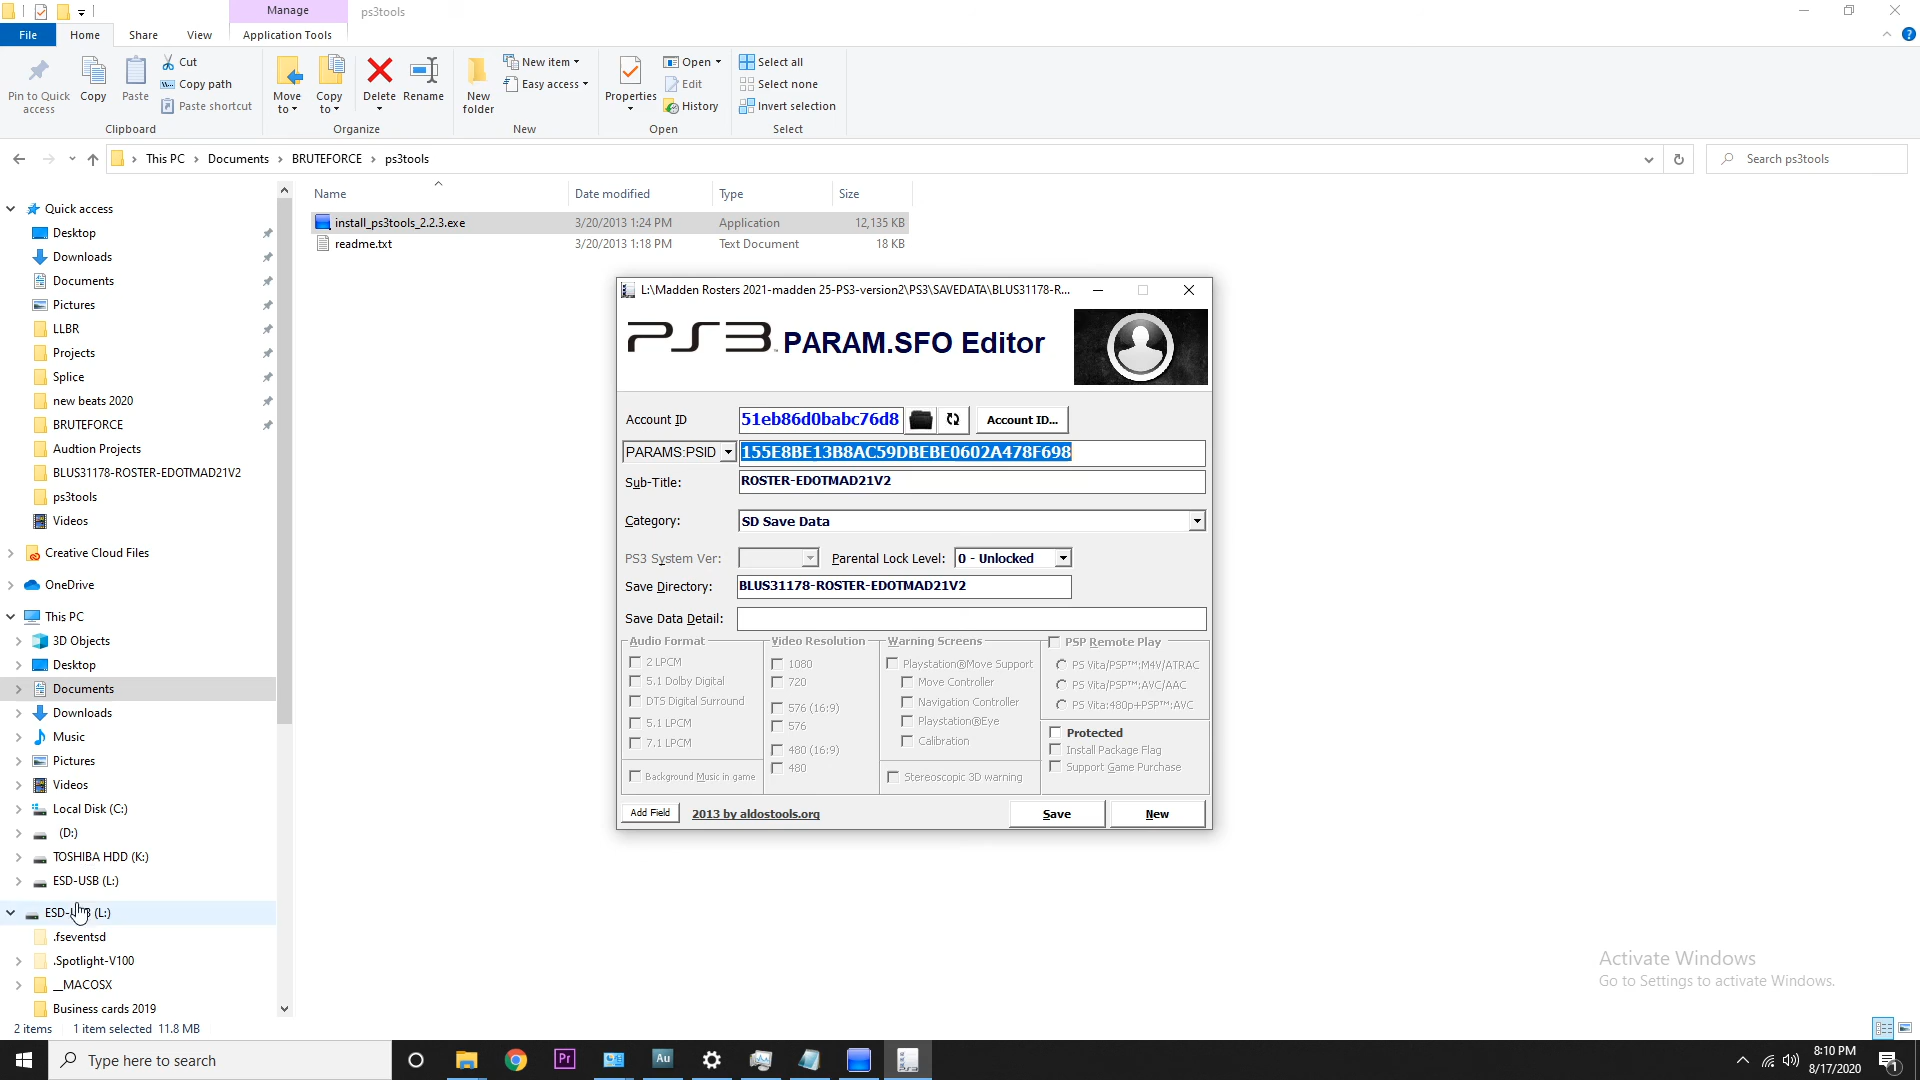 Manage
ps3tools
File
Home
Share
View
Application Tools
Pin to Quick access
Copy
Paste
Cut
Copy path
Paste shortcut
Clipboard
Move to
Copy to
Delete
Rename
Organize
New folder
New item
Easy access
New
Properties
Open
Edit
History
Open
Select all
Select none
Invert selection
Select
This PC
Documents
BRUTEFORCE
ps3tools
Search ps3tools
Quick access
Desktop
Downloads
Documents
Pictures
LLBR
Projects
Splice
new beats 2020
BRUTEFORCE
Audtion Projects
BLUS31178-ROSTER-EDOTMAD21V2
ps3tools
Videos
Creative Cloud Files
OneDrive
This PC
3D Objects
Desktop
Documents
Downloads
Music
Pictures
Videos
Local Disk (C:)
(D:)
TOSHIBA HDD (K:)
ESD-USB (L:)
(L:)
.fseventsd
.Spotlight-V100
__MACOSX
Business cards 2019
2 items 1 item selected 11.8 MB
Name Date modified Type Size
install_ps3tools_2.2.3.exe 3/20/2013 1:24 PM Application 12,135 KB
readme.txt 3/20/2013 1:18 PM Text Document 18 KB
L:\Madden Rosters 2021-madden 25-PS3-version2\PS3\SAVEDATA\BLUS31178-R...
PS3 PARAM.SFO Editor
Account ID 51eb86d0babc76d8 Account ID...
PARAMS:PSID 155E8BE13B8AC59DBEBE0602A478F698
Sub-Title: ROSTER-EDOTMAD21V2
Category: SD Save Data
PS3 System Ver: Parental Lock Level: 0 - Unlocked
Save Directory: BLUS31178-ROSTER-EDOTMAD21V2
Save Data Detail:
Audio Format
2 LPCM
5.1 Dolby Digital
DTS Digital Surround
5.1 LPCM
7.1 LPCM
Background Music in game
Video Resolution
1080
720
576 (16:9)
576
480 (16:9)
480
Warning Screens
Playstation®Move Support
Move Controller
Navigation Controller
Playstation®Eye
Calibration
Stereoscopic 3D warning
PSP Remote Play
PS Vita/PSP™:M4V/ATRAC
PS Vita/PSP™:AVC/AAC
PS Vita:480p+PSP™:AVC
Protected
Install Package Flag
Support Game Purchase
Add Field
2013 by aldostools.org
Save
New
Activate Windows
Go to Settings to activate Windows.
Type here to search
Pr
Au
8:10 PM
8/17/2020
1